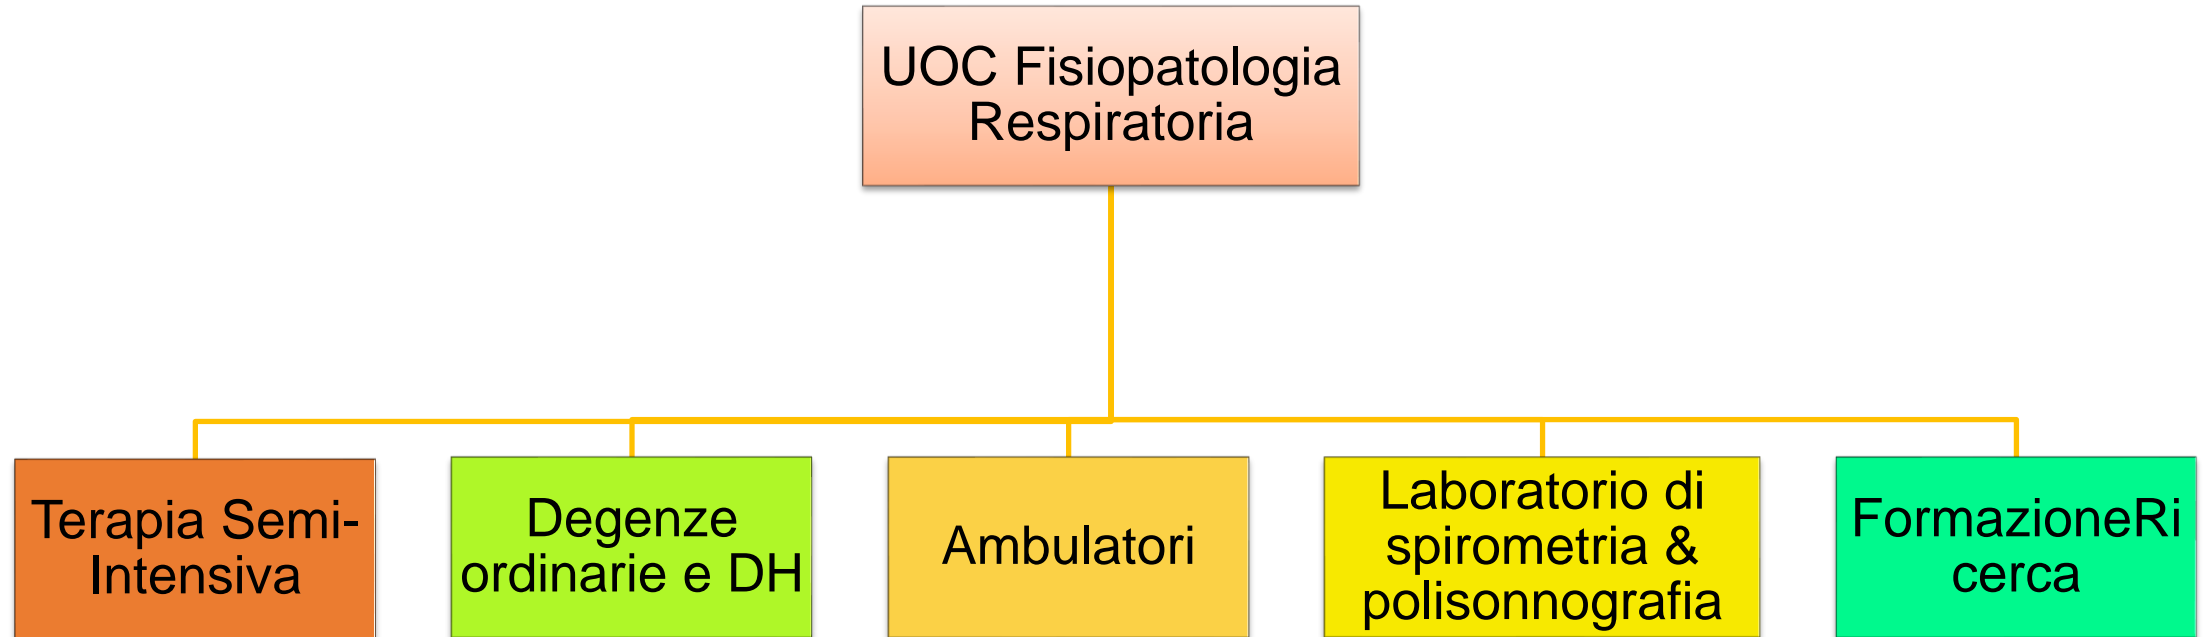 UOC Fisiopatologia
Respiratoria
Terapia Semi-
Intensiva
Degenze
ordinarie e DH
Ambulatori
Laboratorio di
spirometria &
polisonnografia
FormazioneRi
cerca